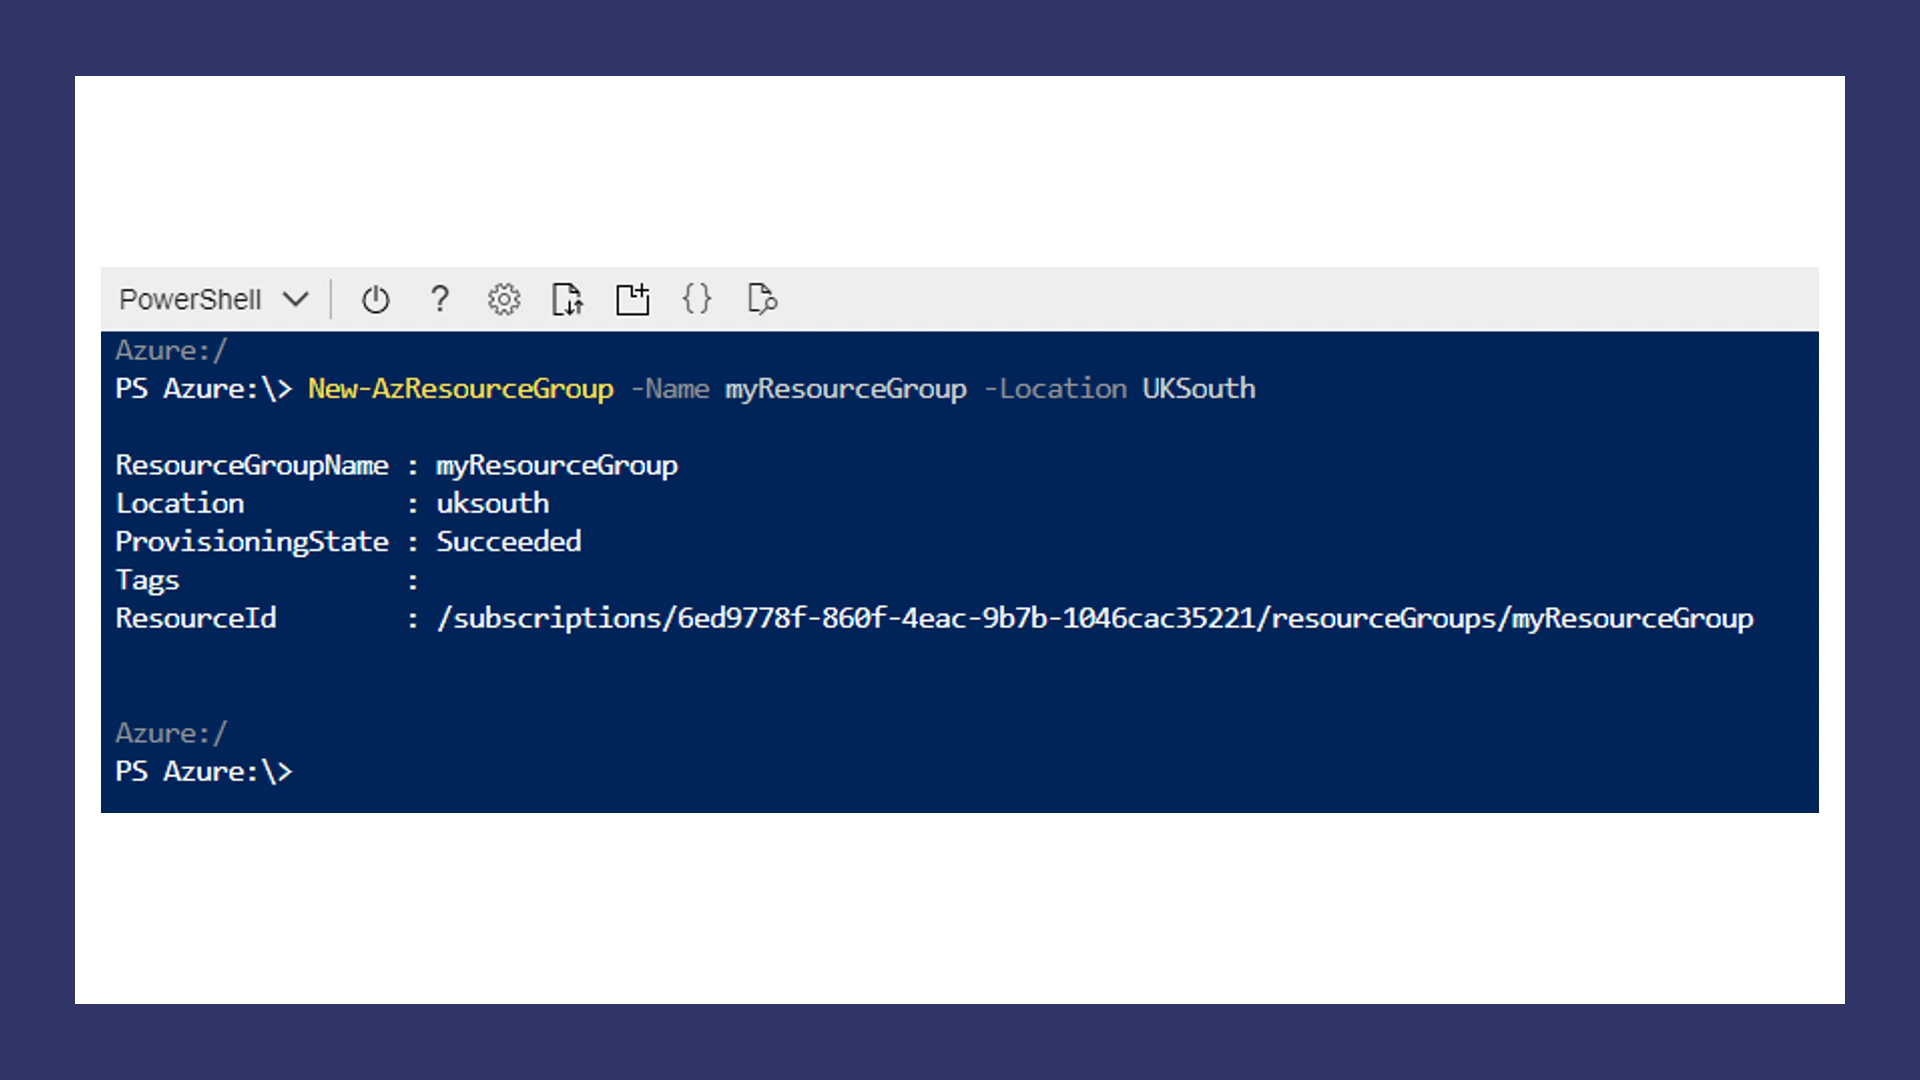 PowerShell
Azure:/
PS Azure:\> New-AzResourceGroup -Name myResourceGroup -Location UKSouth
ResourceGroupName : myResourceGroup
Location : uksouth
ProvisioningState : Succeeded
Tags :
ResourceId : /subscriptions/6ed9778f-860f-4eac-9b7b-1046cac35221/resourceGroups/myResourceGroup
Azure:/
PS Azure:\>